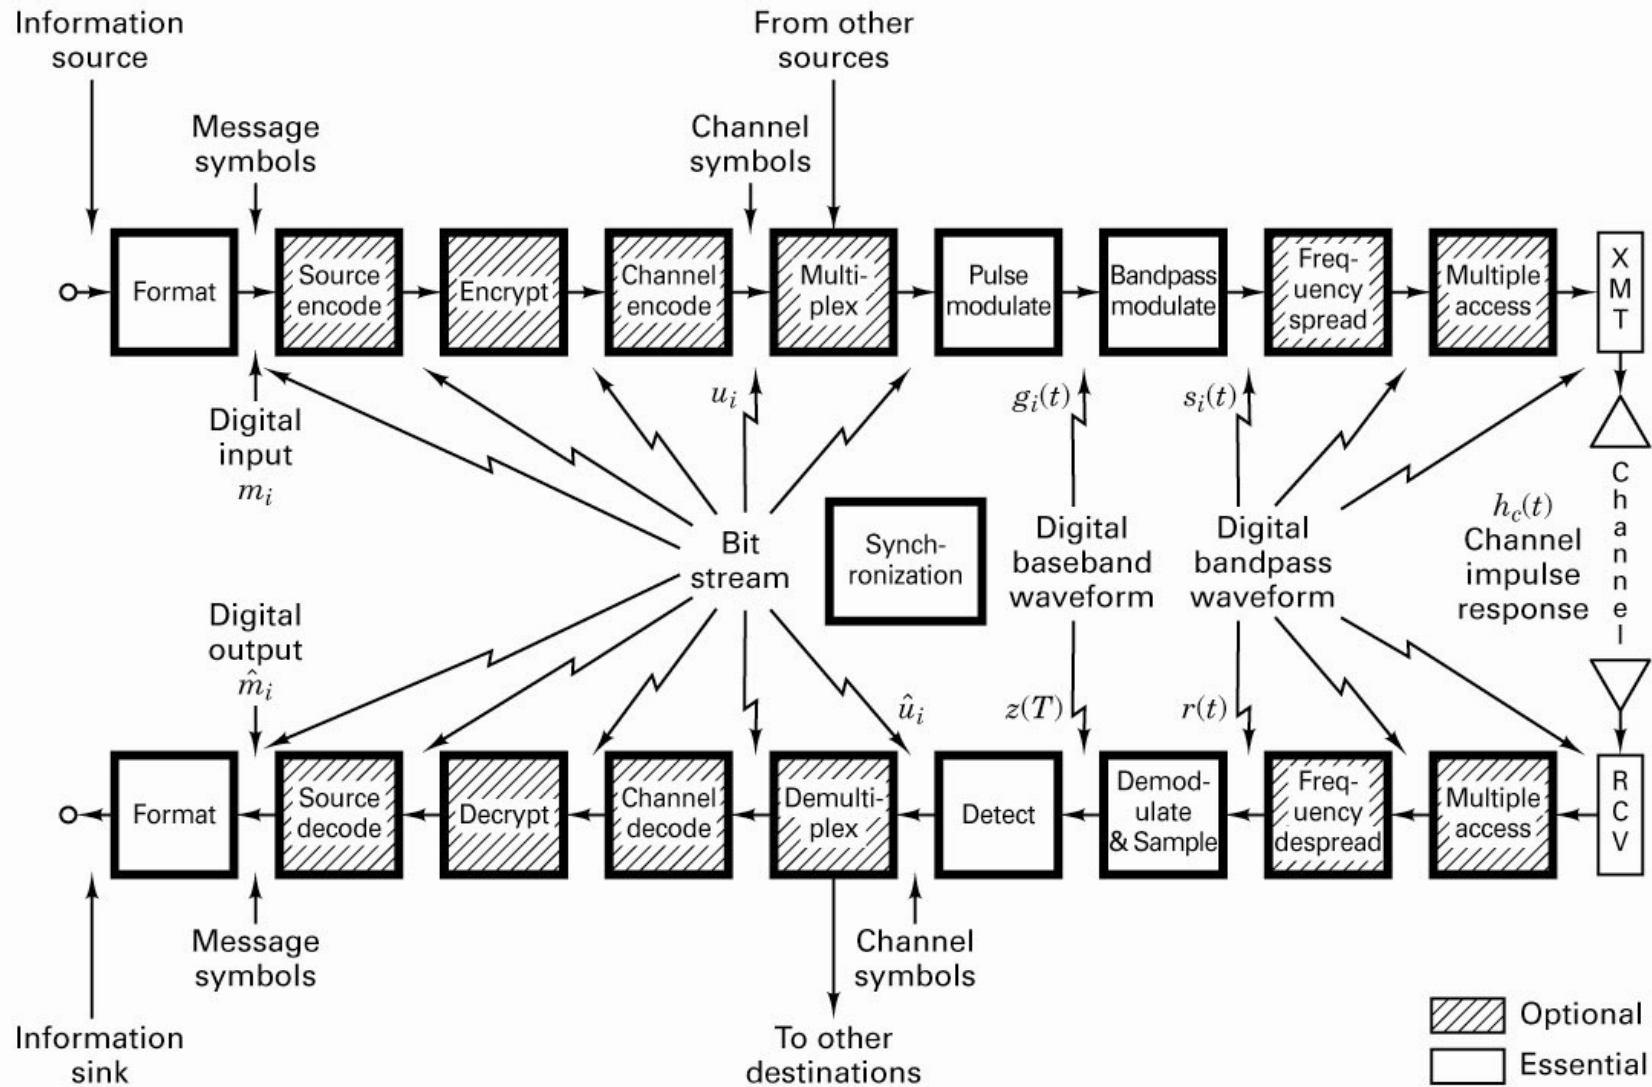 Information
source
From other
sources
Message
symbols
Channel
symbols
Format
Source
encode
Encrypt
Channel
encode
Multi-
plex
Pulse
modulate
Bandpass
modulate
Freq-
uency
spread
Multiple
access
X
M
T
Digital
input
m_i
u_i
g_i(t)
s_i(t)
Bit
stream
Synch-
ronization
Digital
baseband
waveform
Digital
bandpass
waveform
h_c(t)
Channel
impulse
response
C
h
a
n
n
e
l
Digital
output
m̂_i
û_i
z(T)
r(t)
Format
Source
decode
Decrypt
Channel
decode
Demulti-
plex
Detect
Demod-
ulate
& Sample
Freq-
uency
despread
Multiple
access
R
C
V
Message
symbols
Channel
symbols
Information
sink
To other
destinations
Optional
Essential